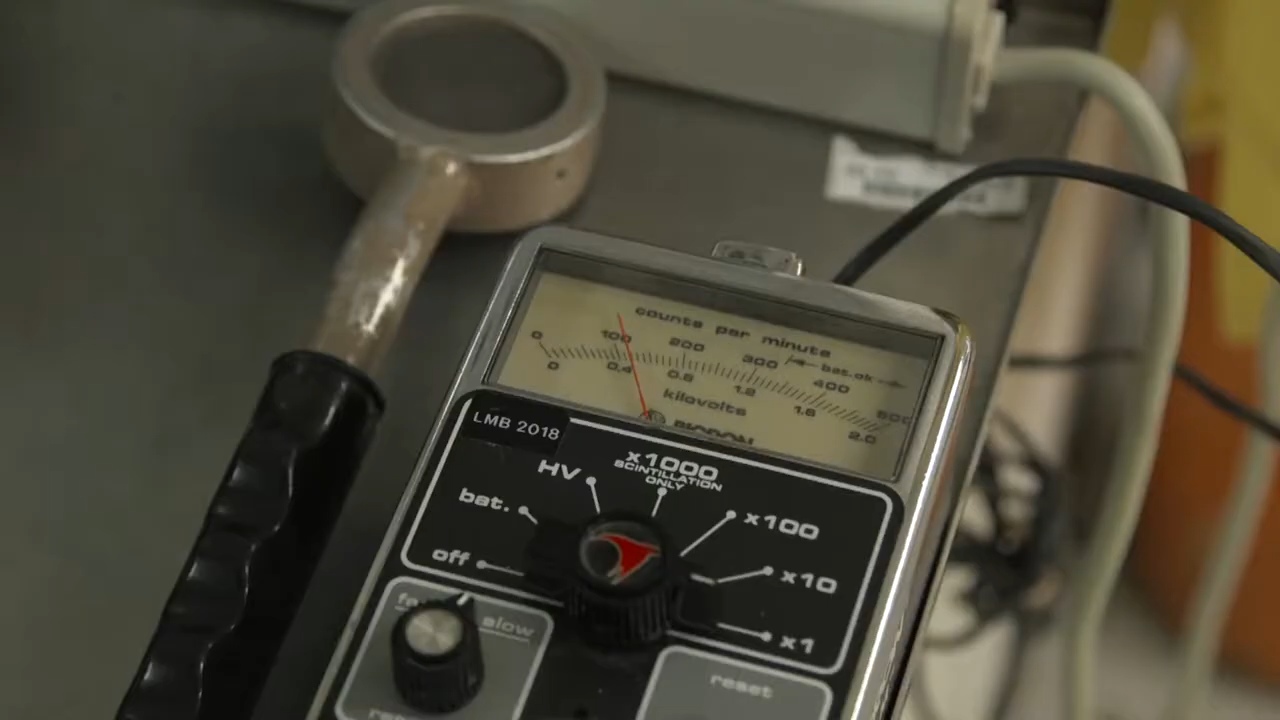 counts per minute
0 100 200 300 bat.ok 400 500
0 0.4 0.8 1.2 1.6 2.0
kilovolts
BICRON
LMB 2018
x1000
SCINTILLATION
ONLY
HV
bat.
x100
off
x10
x1
slow
reset